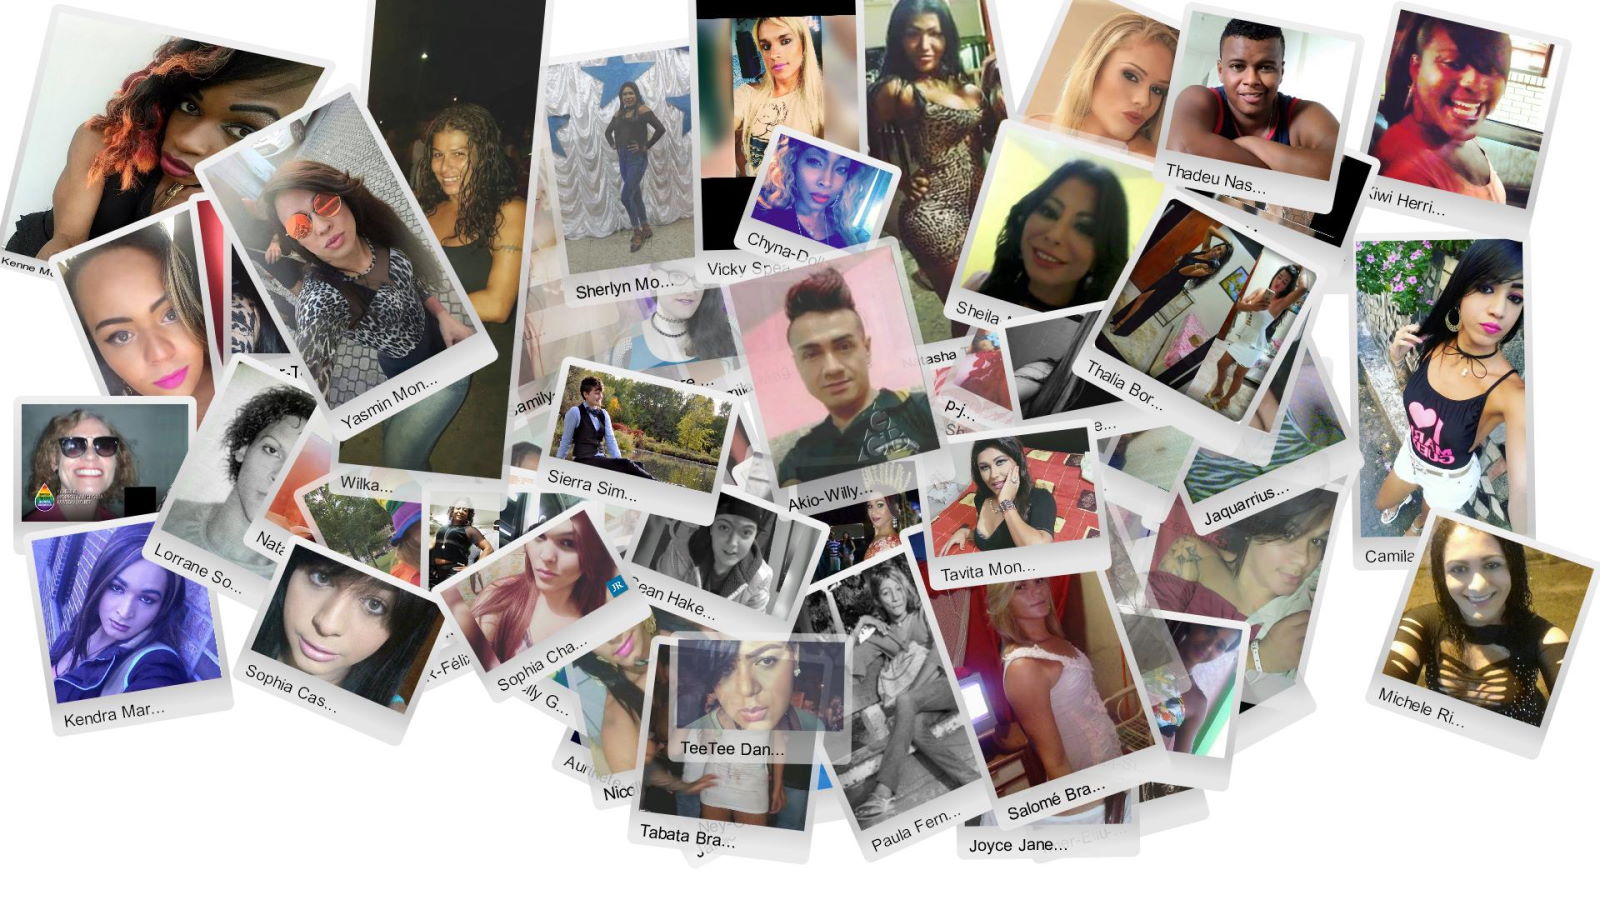 Kenne
Thadeu Nas...
Kiwi Herri...
Chyna-Do
Vicky Spea
Sherlyn Mo...
Sheila
Natasha
Thalia Bor...
Yasmin Mon...
p-j...
Wilka...
Sierra Sim...
Akio-Willy...
Jaquarrius...
Lorrane So...
Nata
Tavita Mon...
Camila
Sean Hake...
Sophia Cha...
Sophia Cas...
Kendra Mar...
Michele Ri...
TeeTee Dan...
Tabata Bra...
Paula Fern...
Salomé Bra...
Joyce Jane...